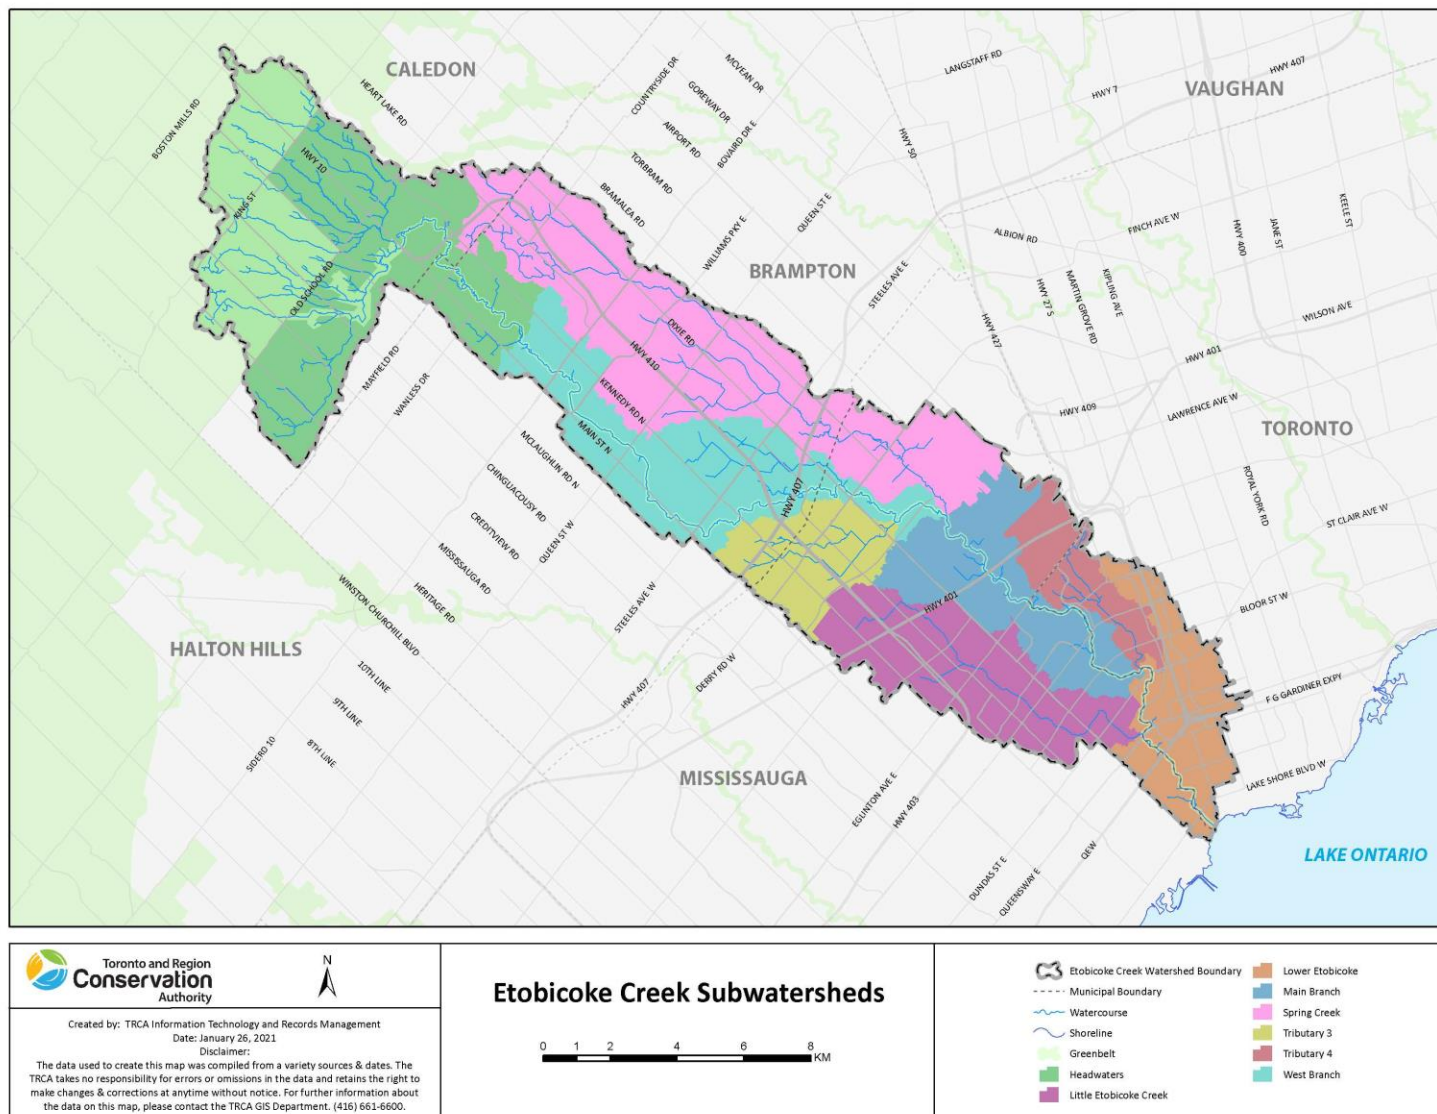 CALEDON
VAUGHAN
BRAMPTON
TORONTO
HALTON HILLS
MISSISSAUGA
LAKE ONTARIO
BOSTON MILLS RD
HEART LAKE RD
HWY 10
KING ST
OLD SCHOOL RD
MAYFIELD RD
WANLESS DR
COUNTRYSIDE DR
MCVEAN DR
GOREWAY DR
AIRPORT RD
BOVAIRD DR E
TORBRAM RD
BRAMALEA RD
WILLIAMS PKY E
QUEEN ST E
LANGSTAFF RD
HWY 7
HWY 407
HWY 50
ALBION RD
FINCH AVE W
HWY 400
JANE ST
KEELE ST
STEELES AVE E
HWY 427
HWY 27 S
MARTIN GROVE RD
KIPLING AVE
WILSON AVE
HWY 401
HWY 409
LAWRENCE AVE W
ROYAL YORK RD
ST CLAIR AVE W
BLOOR ST W
F G GARDINER EXPY
LAKE SHORE BLVD W
DIXIE RD
HWY 410
KENNEDY RD N
MAIN ST N
HWY 407
HWY 401
MCLAUGHLIN RD N
CHINGUACOUSY RD
CREDITVIEW RD
QUEEN ST W
MISSISSAUGA RD
HERITAGE RD
WINSTON CHURCHILL BLVD
STEELES AVE W
10TH LINE
9TH LINE
8TH LINE
SIDERD 10
HWY 407
DERRY RD W
EGLINTON AVE E
HWY 403
DUNDAS ST E
QUEENSWAY E
QEW
Toronto and Region
Conservation
Authority
N
Created by: TRCA Information Technology and Records Management
Date: January 26, 2021
Disclaimer:
The data used to create this map was compiled from a variety sources & dates. The
TRCA takes no responsibility for errors or omissions in the data and retains the right to
make changes & corrections at anytime without notice. For further information about
the data on this map, please contact the TRCA GIS Department. (416) 661-6600.
Etobicoke Creek Subwatersheds
0 1 2 4 6 8
KM
Etobicoke Creek Watershed Boundary
Municipal Boundary
Watercourse
Shoreline
Greenbelt
Headwaters
Little Etobicoke Creek
Lower Etobicoke
Main Branch
Spring Creek
Tributary 3
Tributary 4
West Branch